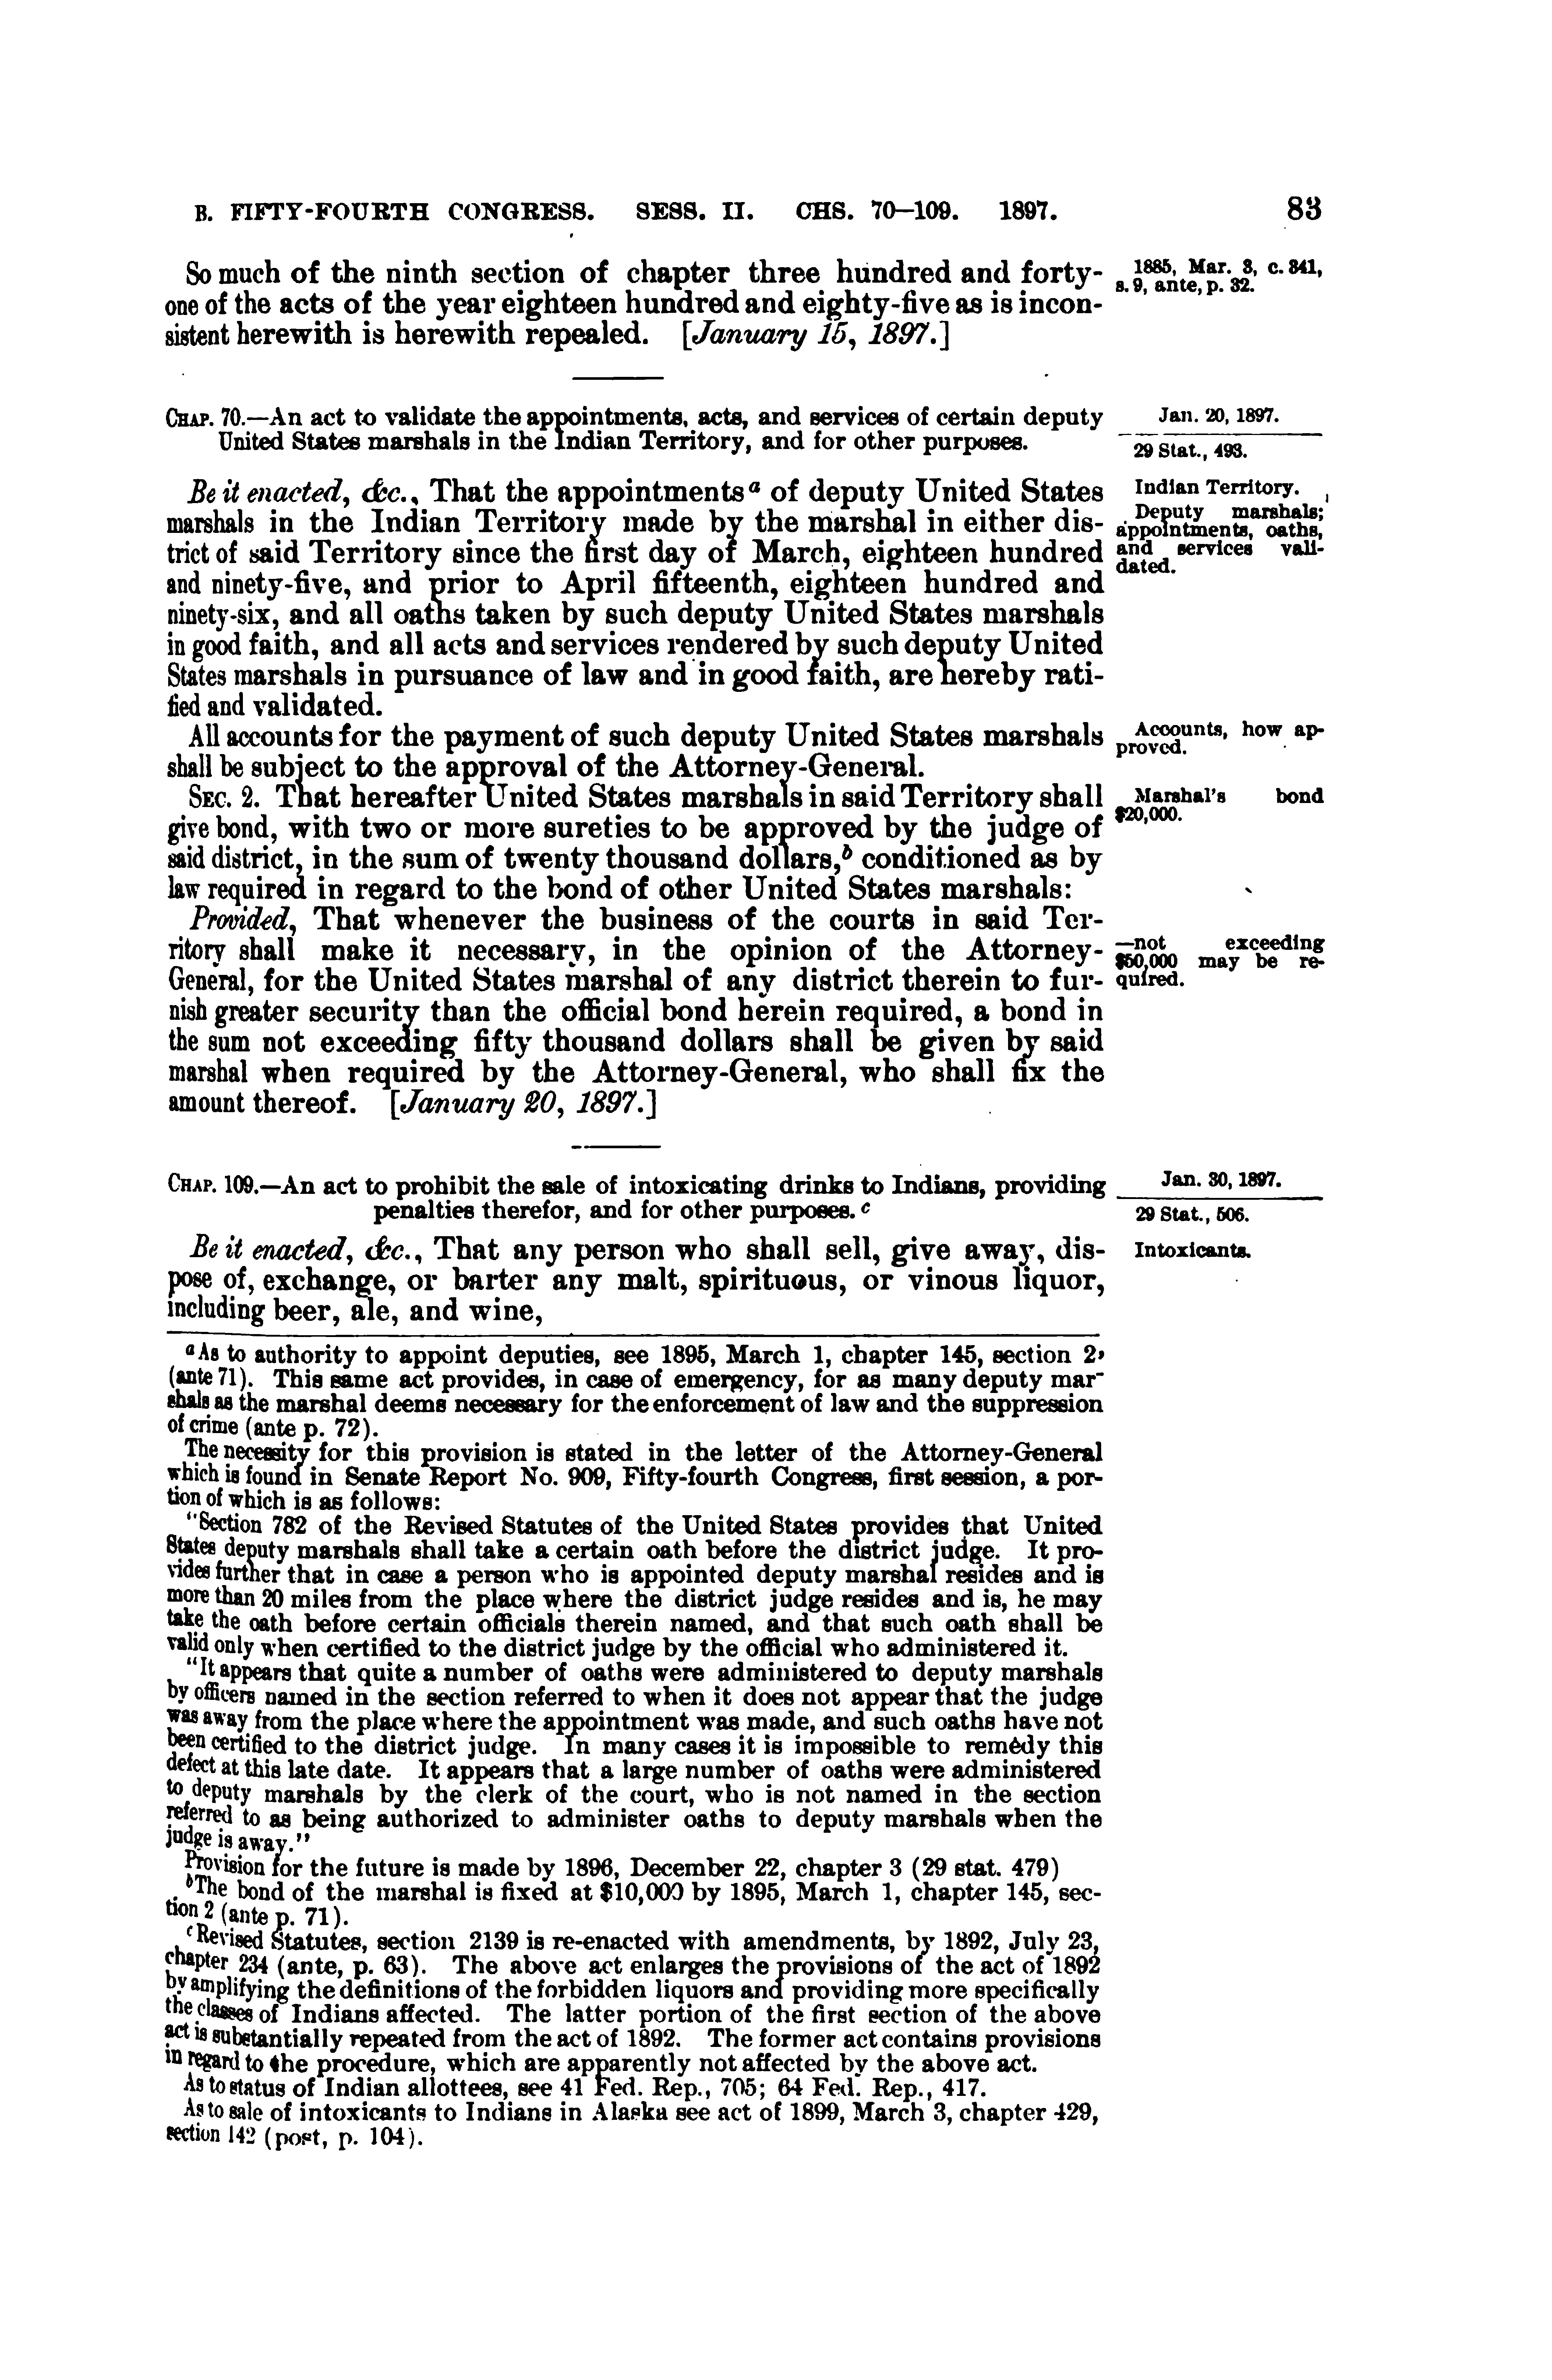 B. FIFTY-FOURTH CONGRESS. SESS. II. CHS. 70–109. 1897. 83
So much of the ninth section of chapter three hundred and forty-
one of the acts of the year eighteen hundred and eighty-five as is incon-
sistent herewith is herewith repealed. [January 15, 1897.]
1885, Mar. 3, c. 341,
s. 9, ante, p. 32.
CHAP. 70.—An act to validate the appointments, acts, and services of certain deputy
United States marshals in the Indian Territory, and for other purposes.
Jan. 20, 1897.
29 Stat., 493.
Be it enacted, &c., That the appointments a of deputy United States
marshals in the Indian Territory made by the marshal in either dis-
trict of said Territory since the first day of March, eighteen hundred
and ninety-five, and prior to April fifteenth, eighteen hundred and
ninety-six, and all oaths taken by such deputy United States marshals
in good faith, and all acts and services rendered by such deputy United
States marshals in pursuance of law and in good faith, are hereby rati-
fied and validated.
Indian Territory.
Deputy marshals;
appointments, oaths,
and services vali-
dated.
All accounts for the payment of such deputy United States marshals
shall be subject to the approval of the Attorney-General.
Accounts, how ap-
proved.
SEC. 2. That hereafter United States marshals in said Territory shall
give bond, with two or more sureties to be approved by the judge of
said district, in the sum of twenty thousand dollars,b conditioned as by
law required in regard to the bond of other United States marshals:
Marshal's bond
$20,000.
Provided, That whenever the business of the courts in said Ter-
ritory shall make it necessary, in the opinion of the Attorney-
General, for the United States marshal of any district therein to fur-
nish greater security than the official bond herein required, a bond in
the sum not exceeding fifty thousand dollars shall be given by said
marshal when required by the Attorney-General, who shall fix the
amount thereof. [January 20, 1897.]
—not exceeding
$50,000 may be re-
quired.
CHAP. 109.—An act to prohibit the sale of intoxicating drinks to Indians, providing
penalties therefor, and for other purposes. c
Jan. 30, 1897.
29 Stat., 506.
Be it enacted, &c., That any person who shall sell, give away, dis-
pose of, exchange, or barter any malt, spirituous, or vinous liquor,
including beer, ale, and wine,
Intoxicants.
a As to authority to appoint deputies, see 1895, March 1, chapter 145, section 2,
(ante 71). This same act provides, in case of emergency, for as many deputy mar-
shals as the marshal deems necessary for the enforcement of law and the suppression
of crime (ante p. 72).
The necessity for this provision is stated in the letter of the Attorney-General
which is found in Senate Report No. 909, Fifty-fourth Congress, first session, a por-
tion of which is as follows:
"Section 782 of the Revised Statutes of the United States provides that United
States deputy marshals shall take a certain oath before the district judge. It pro-
vides further that in case a person who is appointed deputy marshal resides and is
more than 20 miles from the place where the district judge resides and is, he may
take the oath before certain officials therein named, and that such oath shall be
valid only when certified to the district judge by the official who administered it.
"It appears that quite a number of oaths were administered to deputy marshals
by officers named in the section referred to when it does not appear that the judge
was away from the place where the appointment was made, and such oaths have not
been certified to the district judge. In many cases it is impossible to remedy this
defect at this late date. It appears that a large number of oaths were administered
to deputy marshals by the clerk of the court, who is not named in the section
referred to as being authorized to administer oaths to deputy marshals when the
judge is away."
Provision for the future is made by 1896, December 22, chapter 3 (29 stat. 479)
b The bond of the marshal is fixed at $10,000 by 1895, March 1, chapter 145, sec-
tion 2 (ante p. 71).
c Revised Statutes, section 2139 is re-enacted with amendments, by 1892, July 23,
chapter 234 (ante, p. 63). The above act enlarges the provisions of the act of 1892
by amplifying the definitions of the forbidden liquors and providing more specifically
the classes of Indians affected. The latter portion of the first section of the above
act is substantially repeated from the act of 1892. The former act contains provisions
in regard to the procedure, which are apparently not affected by the above act.
As to status of Indian allottees, see 41 Fed. Rep., 705; 64 Fed. Rep., 417.
As to sale of intoxicants to Indians in Alaska see act of 1899, March 3, chapter 429,
section 142 (post, p. 104).